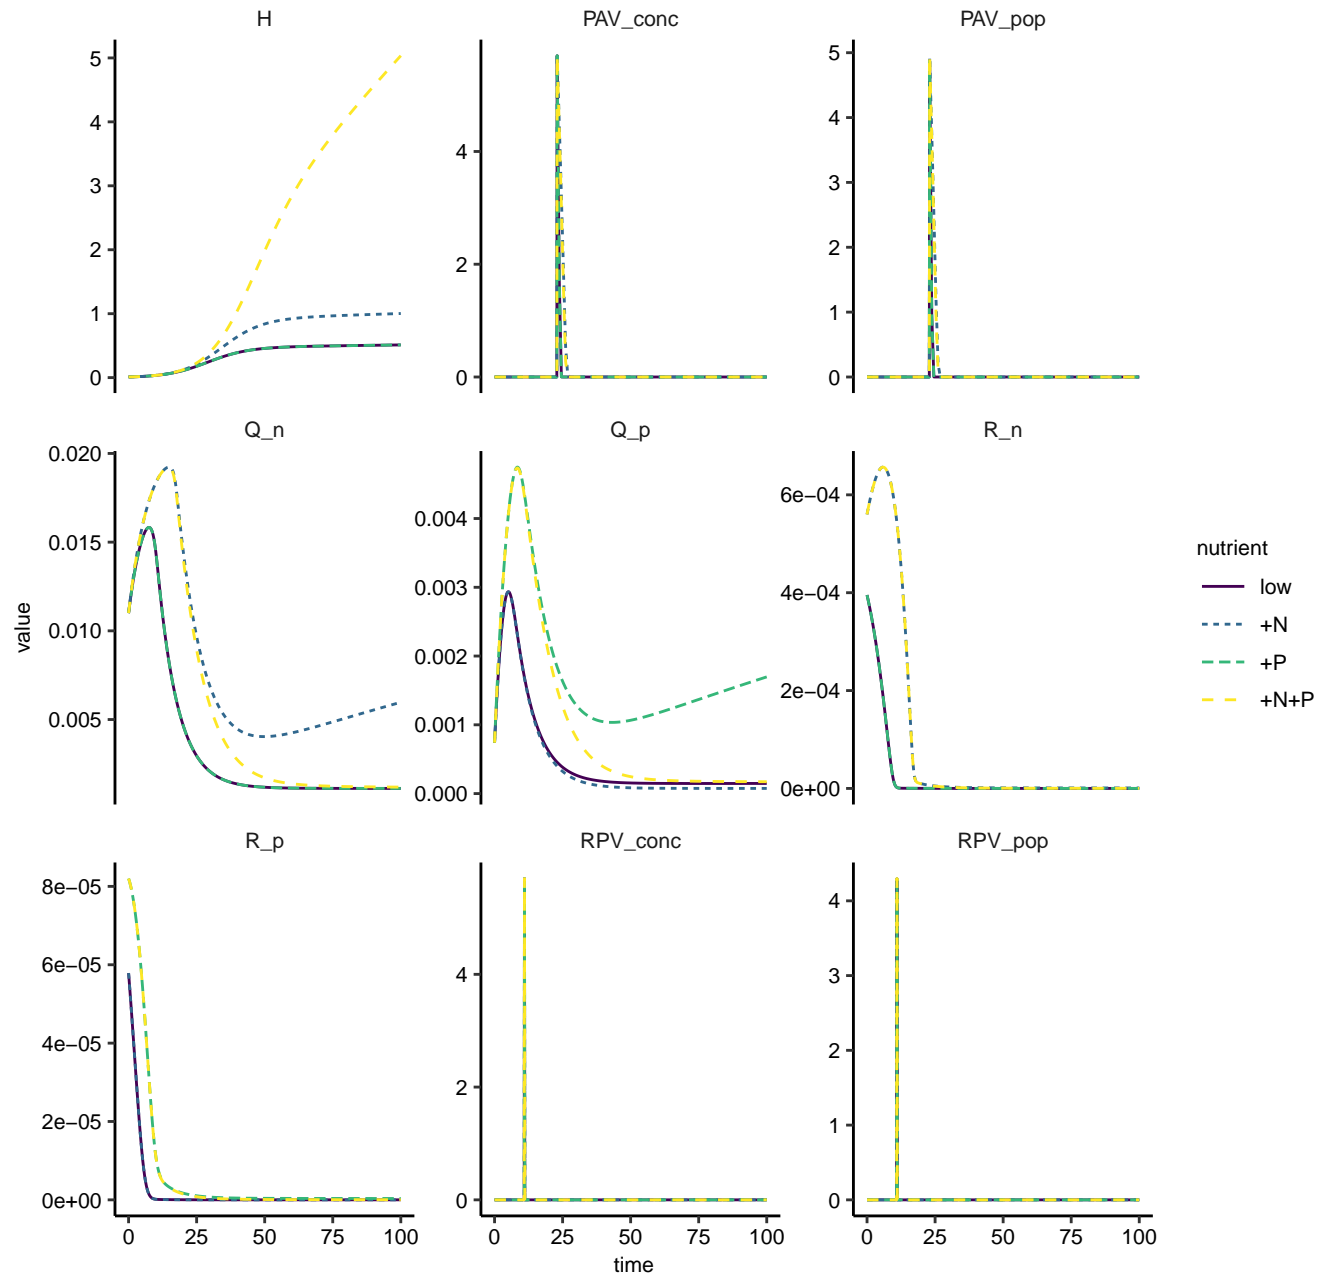 H
PAV_conc
PAV_pop
5
4
3
2
1
0
4
2
0
5
4
3
2
1
0
Q_n
Q_p
R_n
0.020
0.015
0.010
0.005
0.004
0.003
0.002
0.001
0.000
6e−04
4e−04
2e−04
0e+00
R_p
RPV_conc
RPV_pop
8e−05
6e−05
4e−05
2e−05
0e+00
4
2
0
4
3
2
1
0
0 25 50 75 100
0 25 50 75 100
0 25 50 75 100
time
value
nutrient
low
+N
+P
+N+P